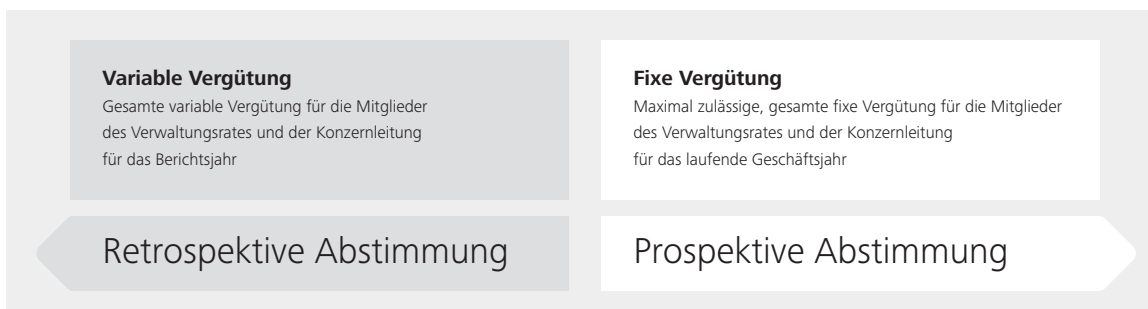 Variable Vergütung
Gesamte variable Vergütung für die Mitglieder
des Verwaltungsrates und der Konzernleitung
für das Berichtsjahr
Retrospektive Abstimmung
Fixe Vergütung
Maximal zulässige, gesamte fixe Vergütung für die Mitglieder
des Verwaltungsrates und der Konzernleitung
für das laufende Geschäftsjahr
Prospektive Abstimmung